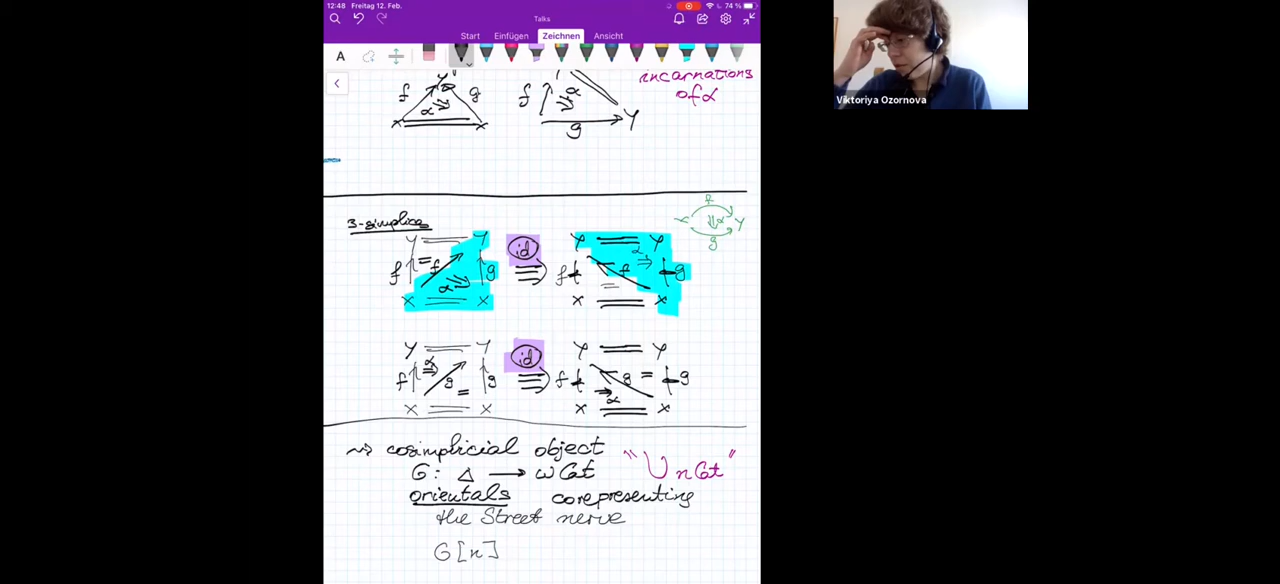 12:48 Freitag 12. Feb.
74 %
Talks
Start Einfügen Zeichnen Ansicht
A
incarnations
of α
f α g
x x
f α
g Y
3-simplices
f
x α Y
g
Y Y id Y Y
f = f α g f f α g
x x = x x
Y Y id Y Y
f α g g f g = g
x = x α x x
cosimplicial object
G: Δ → ωCat "⋃ nCat"
orientals corepresenting
the Street nerve
G[n]
Viktoriya Ozornova